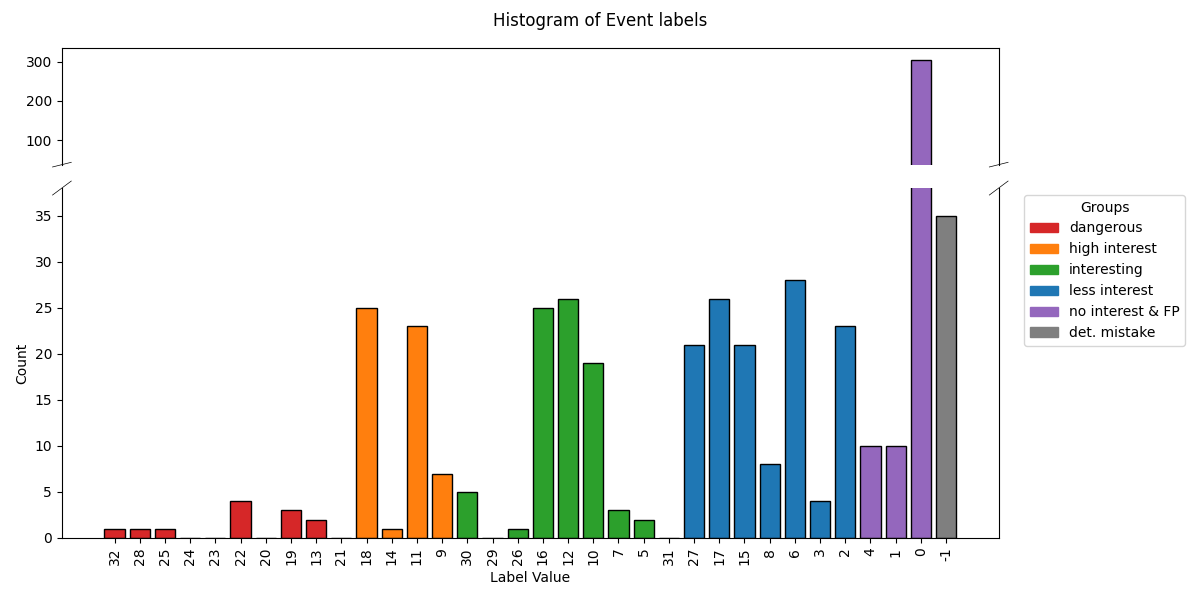 Histogram of Event labels
300
200
100
35
30
25
20
15
10
5
0
Count
32 28 25 24 23 22 20 19 13 21 18 14 11 9 30 29 26 16 12 10 7 5 31 27 17 15 8 6 3 2 4 1 0 -1
Label Value
Groups
dangerous
high interest
interesting
less interest
no interest & FP
det. mistake